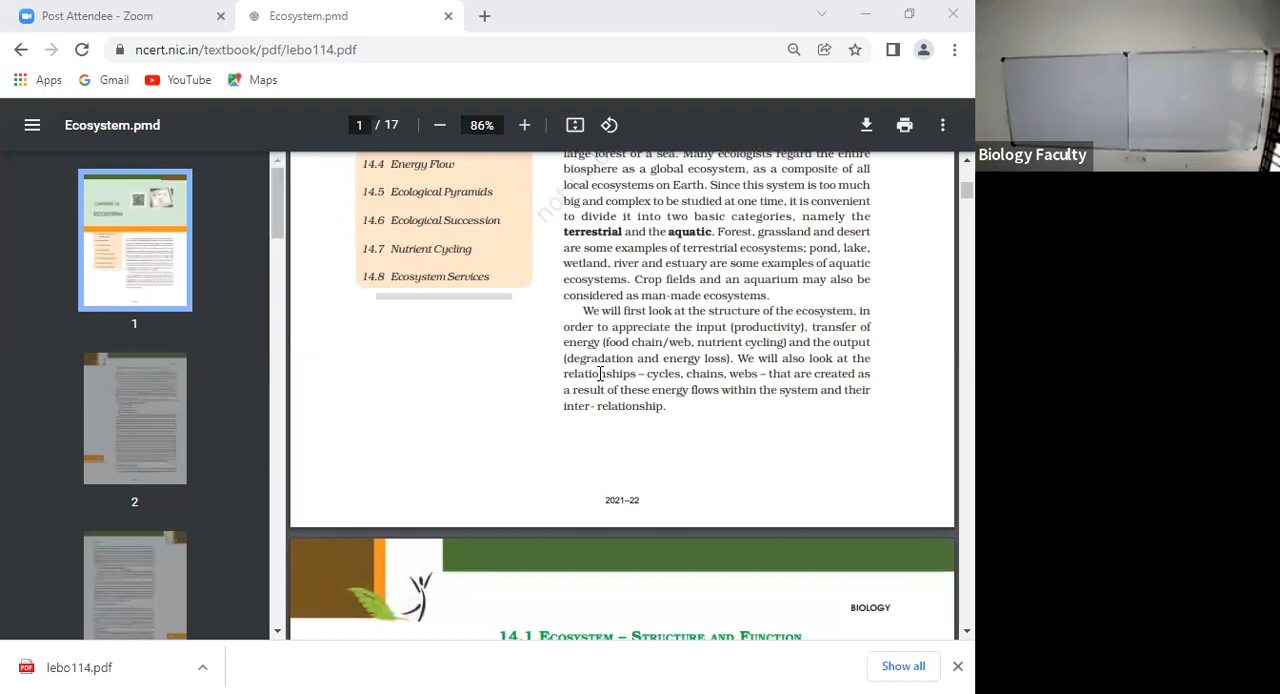 Post Attendee - Zoom
Ecosystem.pmd
ncert.nic.in/textbook/pdf/lebo114.pdf
Apps
Gmail
YouTube
Maps
Ecosystem.pmd
1 / 17
86%
1
2
14.4 Energy Flow
14.5 Ecological Pyramids
14.6 Ecological Succession
14.7 Nutrient Cycling
14.8 Ecosystem Services
large forest or a sea. Many ecologists regard the entire
biosphere as a global ecosystem, as a composite of all
local ecosystems on Earth. Since this system is too much
big and complex to be studied at one time, it is convenient
to divide it into two basic categories, namely the
terrestrial and the aquatic. Forest, grassland and desert
are some examples of terrestrial ecosystems; pond, lake,
wetland, river and estuary are some examples of aquatic
ecosystems. Crop fields and an aquarium may also be
considered as man-made ecosystems.
We will first look at the structure of the ecosystem, in
order to appreciate the input (productivity), transfer of
energy (food chain/web, nutrient cycling) and the output
(degradation and energy loss). We will also look at the
relationships – cycles, chains, webs – that are created as
a result of these energy flows within the system and their
inter- relationship.
2021–22
BIOLOGY
14.1 Ecosystem – Structure and Function
Biology Faculty
lebo114.pdf
Show all